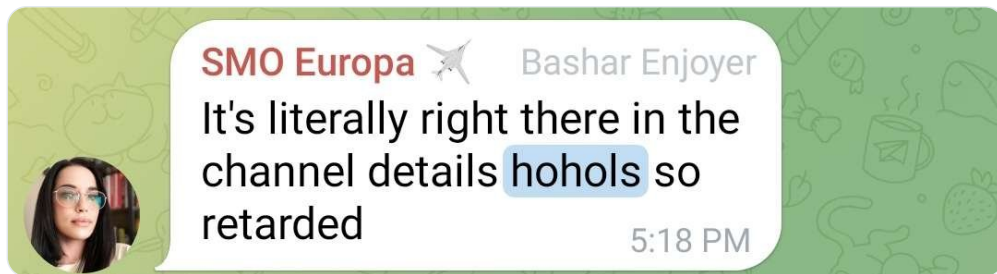 SMO Europa Bashar Enjoyer
It's literally right there in the
channel details hohols so
retarded
5:18 PM